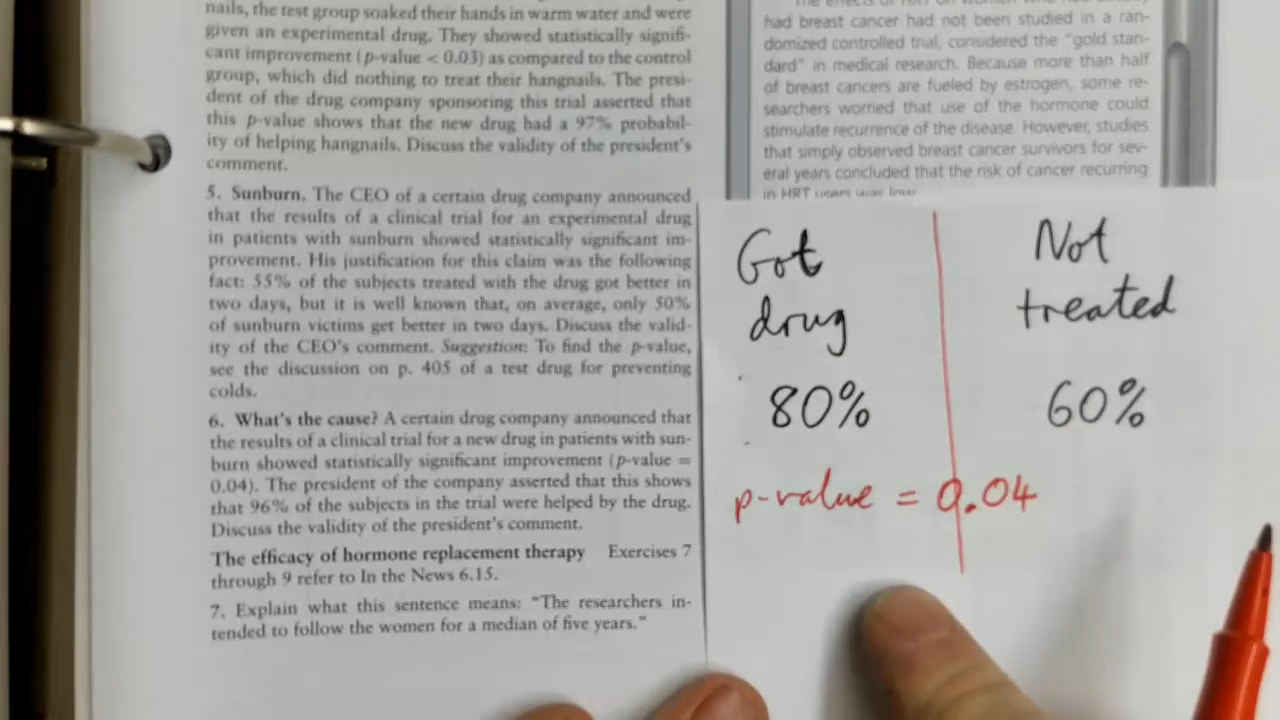 nails, the test group soaked their hands in warm water and were
given an experimental drug. They showed statistically signifi-
cant improvement (p-value < 0.03) as compared to the control
group, which did nothing to treat their hangnails. The presi-
dent of the drug company sponsoring this trial asserted that
this p-value shows that the new drug had a 97% probabil-
ity of helping hangnails. Discuss the validity of the president's
comment.
5. Sunburn. The CEO of a certain drug company announced
that the results of a clinical trial for an experimental drug
in patients with sunburn showed statistically significant im-
provement. His justification for this claim was the following
fact: 55% of the subjects treated with the drug got better in
two days, but it is well known that, on average, only 50%
of sunburn victims get better in two days. Discuss the valid-
ity of the CEO's comment. Suggestion: To find the p-value,
see the discussion on p. 405 of a test drug for preventing
colds.
6. What's the cause? A certain drug company announced that
the results of a clinical trial for a new drug in patients with sun-
burn showed statistically significant improvement (p-value =
0.04). The president of the company asserted that this shows
that 96% of the subjects in the trial were helped by the drug.
Discuss the validity of the president's comment.
The efficacy of hormone replacement therapy Exercises 7
through 9 refer to In the News 6.15.
7. Explain what this sentence means: "The researchers in-
tended to follow the women for a median of five years."
had breast cancer had not been studied in a ran-
domized controlled trial, considered the "gold stan-
dard" in medical research. Because more than half
of breast cancers are fueled by estrogen, some re-
searchers worried that use of the hormone could
stimulate recurrence of the disease. However, studies
that simply observed breast cancer survivors for sev-
eral years concluded that the risk of cancer recurring
in HRT users was low.
Got
drug
80%
Not
treated
60%
p-value = 0.04